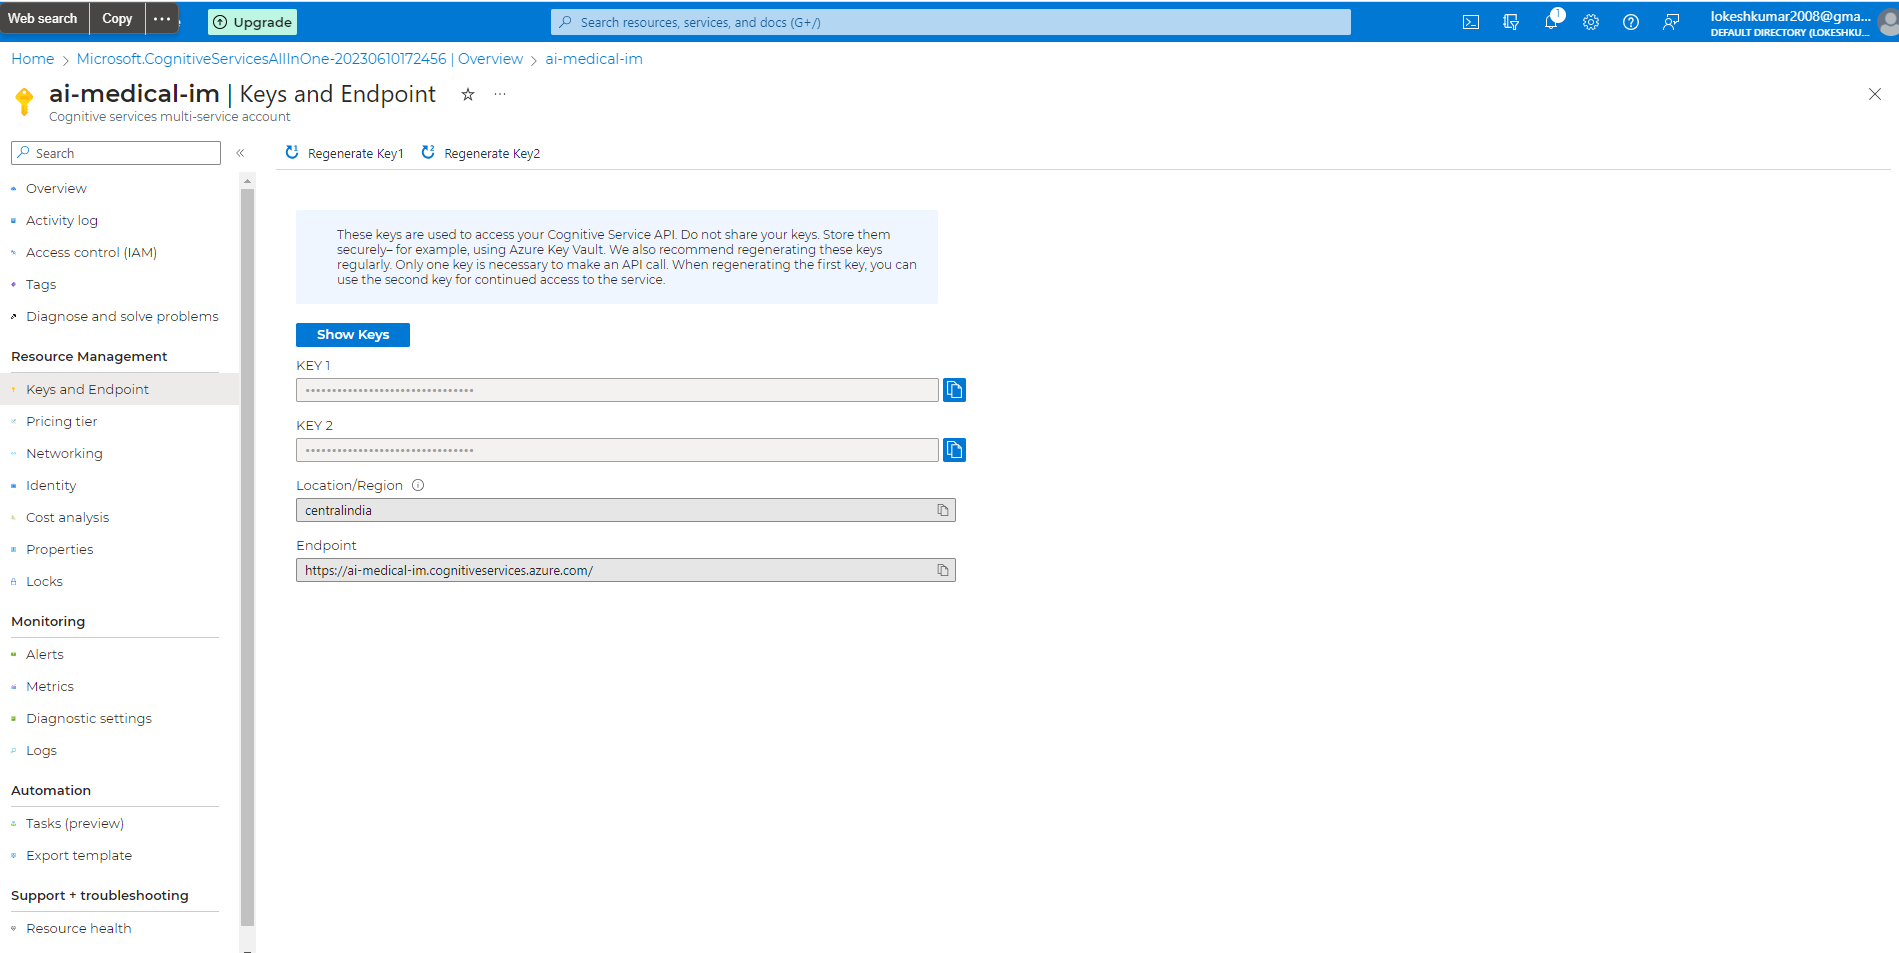 Web search
Copy
Upgrade
Search resources, services, and docs (G+/)
1
lokeshkumar2008@gma...
DEFAULT DIRECTORY (LOKESHKU...
Home > Microsoft.CognitiveServicesAllInOne-20230610172456 | Overview > ai-medical-im
ai-medical-im | Keys and Endpoint
Cognitive services multi-service account
Search
«
Regenerate Key1
Regenerate Key2
Overview
Activity log
Access control (IAM)
Tags
Diagnose and solve problems
Resource Management
Keys and Endpoint
Pricing tier
Networking
Identity
Cost analysis
Properties
Locks
Monitoring
Alerts
Metrics
Diagnostic settings
Logs
Automation
Tasks (preview)
Export template
Support + troubleshooting
Resource health
These keys are used to access your Cognitive Service API. Do not share your keys. Store them
securely– for example, using Azure Key Vault. We also recommend regenerating these keys
regularly. Only one key is necessary to make an API call. When regenerating the first key, you can
use the second key for continued access to the service.
Show Keys
KEY 1
KEY 2
Location/Region
centralindia
Endpoint
https://ai-medical-im.cognitiveservices.azure.com/